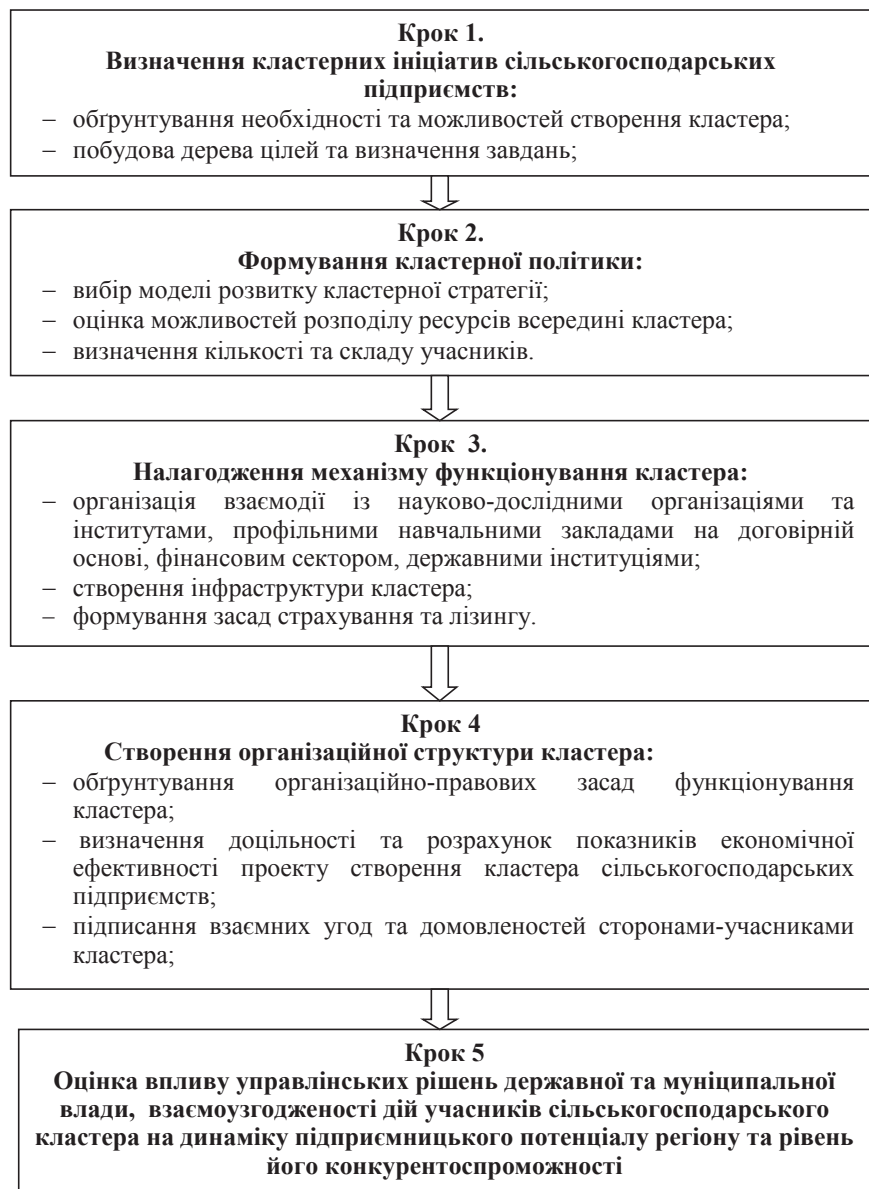 Крок 1.
Визначення кластерних ініціатив сільськогосподарських
підприємств:
– обґрунтування необхідності та можливостей створення кластера;
– побудова дерева цілей та визначення завдань;
Крок 2.
Формування кластерної політики:
– вибір моделі розвитку кластерної стратегії;
– оцінка можливостей розподілу ресурсів всередині кластера;
– визначення кількості та складу учасників.
Крок 3.
Налагодження механізму функціонування кластера:
– організація взаємодії із науково-дослідними організаціями та
інститутами, профільними навчальними закладами на договірній
основі, фінансовим сектором, державними інституціями;
– створення інфраструктури кластера;
– формування засад страхування та лізингу.
Крок 4
Створення організаційної структури кластера:
– обґрунтування організаційно-правових засад функціонування
кластера;
– визначення доцільності та розрахунок показників економічної
ефективності проекту створення кластера сільськогосподарських
підприємств;
– підписання взаємних угод та домовленостей сторонами-учасниками
кластера;
Крок 5
Оцінка впливу управлінських рішень державної та муніципальної
влади, взаємоузгодженості дій учасників сільськогосподарського
кластера на динаміку підприємницького потенціалу регіону та рівень
його конкурентоспроможності